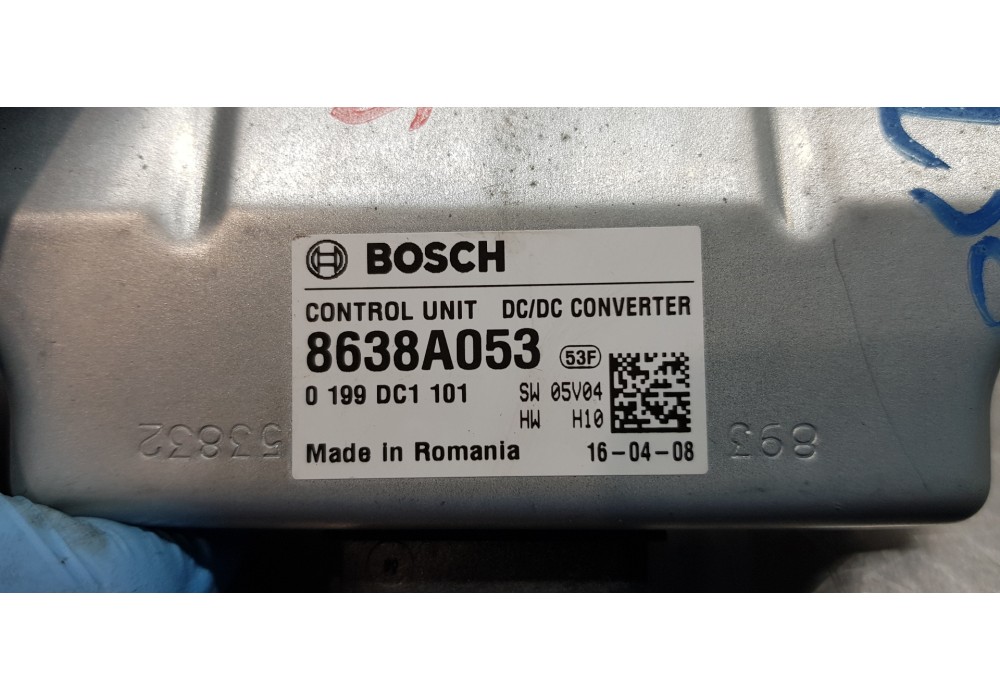 BOSCH
CONTROL UNIT DC/DC CONVERTER
8638A053 53F
0 199 DC1 101 SW 05V04
HW H10
Made in Romania 16-04-08